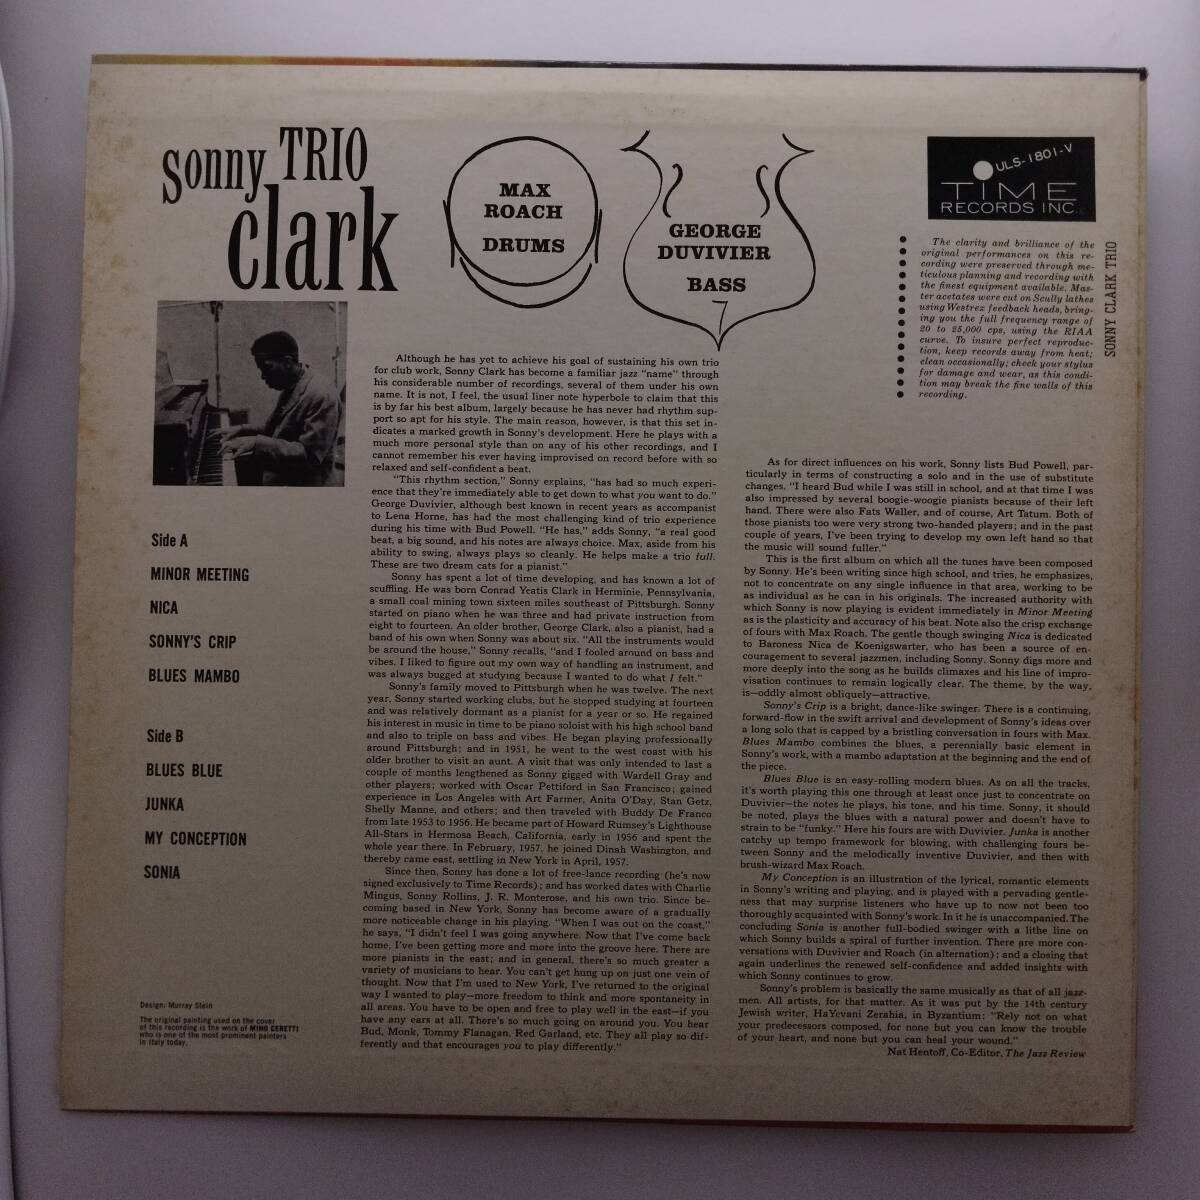 sonny TRIO
clark
MAX
ROACH
DRUMS
GEORGE
DUVIVIER
BASS
ULS-1801-V
TIME
RECORDS INC.
The clarity and brilliance of the
original performances on this re-
cording were preserved through me-
ticulous planning and recording with
the finest equipment available. Mas-
ter acetates were cut on Scully lathes
using Westrex feedback heads, bring-
ing you the full frequency range of
20 to 25,000 cps, using the RIAA
curve. To insure perfect reproduc-
tion, keep records away from heat;
clean occasionally; check your stylus
for damage and wear, as this condi-
tion may break the fine walls of this
recording.
SONNY CLARK TRIO
Side A
MINOR MEETING
NICA
SONNY'S CRIP
BLUES MAMBO
Side B
BLUES BLUE
JUNKA
MY CONCEPTION
SONIA
Design: Murray Stein
The original painting used on the cover
of this recording is the work of MIHO CERETTI
who is one of the most prominent painters
in Italy today.
Although he has yet to achieve his goal of sustaining his own trio
for club work, Sonny Clark has become a familiar jazz "name" through
his considerable number of recordings, several of them under his own
name. It is not, I feel, the usual liner note hyperbole to claim that this
is by far his best album, largely because he has never had rhythm sup-
port so apt for his style. The main reason, however, is that this set in-
dicates a marked growth in Sonny's development. Here he plays with a
much more personal style than on any of his other recordings, and I
cannot remember his ever having improvised on record before with so
relaxed and self-confident a beat.
"This rhythm section," Sonny explains, "has had so much experi-
ence that they're immediately able to get down to what you want to do."
George Duvivier, although best known in recent years as accompanist
to Lena Horne, has had the most challenging kind of trio experience
during his time with Bud Powell. "He has," adds Sonny, "a real good
beat, a big sound, and his notes are always choice. Max, aside from his
ability to swing, always plays so cleanly. He helps make a trio full.
These are two dream cats for a pianist."
Sonny has spent a lot of time developing, and has known a lot of
scuffling. He was born Conrad Yeatis Clark in Herminie, Pennsylvania,
a small coal mining town sixteen miles southeast of Pittsburgh. Sonny
started on piano when he was three and had private instruction from
eight to fourteen. An older brother, George Clark, also a pianist, had a
band of his own when Sonny was about six. "All the instruments would
be around the house," Sonny recalls, "and I fooled around on bass and
vibes. I liked to figure out my own way of handling an instrument, and
was always bugged at studying because I wanted to do what I felt."
Sonny's family moved to Pittsburgh when he was twelve. The next
year, Sonny started working clubs, but he stopped studying at fourteen
and was relatively dormant as a pianist for a year or so. He regained
his interest in music in time to be piano soloist with his high school band
and also to triple on bass and vibes. He began playing professionally
around Pittsburgh; and in 1951, he went to the west coast with his
older brother to visit an aunt. A visit that was only intended to last a
couple of months lengthened as Sonny gigged with Wardell Gray and
other players; worked with Oscar Pettiford in San Francisco; gained
experience in Los Angeles with Art Farmer, Anita O'Day, Stan Getz,
Shelly Manne, and others; and then traveled with Buddy De Franco
from late 1953 to 1956. He became part of Howard Rumsey's Lighthouse
All-Stars in Hermosa Beach, California, early in 1956 and spent the
whole year there. In February, 1957, he joined Dinah Washington, and
thereby came east, settling in New York in April, 1957.
Since then, Sonny has done a lot of free-lance recording (he's now
signed exclusively to Time Records); and has worked dates with Charlie
Mingus, Sonny Rollins, J. R. Monterose, and his own trio. Since be-
coming based in New York, Sonny has become aware of a gradually
more noticeable change in his playing. "When I was out on the coast,"
he says, "I didn't feel I was going anywhere. Now that I've come back
home, I've been getting more and more into the groove here. There are
more pianists in the east; and in general, there's so much greater a
variety of musicians to hear. You can't get hung up on just one vein of
thought. Now that I'm used to New York, I've returned to the original
way I wanted to play—more freedom to think and more spontaneity in
all areas. You have to be open and free to play well in the east—if you
have any ears at all. There's so much going on around you. You hear
Bud, Monk, Tommy Flanagan, Red Garland, etc. They all play so dif-
ferently and that encourages you to play differently."
As for direct influences on his work, Sonny lists Bud Powell, par-
ticularly in terms of constructing a solo and in the use of substitute
changes. "I heard Bud while I was still in school, and at that time I was
also impressed by several boogie-woogie pianists because of their left
hand. There were also Fats Waller, and of course, Art Tatum. Both of
those pianists too were very strong two-handed players; and in the past
couple of years, I've been trying to develop my own left hand so that
the music will sound fuller."
This is the first album on which all the tunes have been composed
by Sonny. He's been writing since high school, and tries, he emphasizes,
not to concentrate on any single influence in that area, working to be
as individual as he can in his originals. The increased authority with
which Sonny is now playing is evident immediately in Minor Meeting
as is the plasticity and accuracy of his beat. Note also the crisp exchange
of fours with Max Roach. The gentle though swinging Nica is dedicated
to Baroness Nica de Koenigswarter, who has been a source of en-
couragement to several jazzmen, including Sonny. Sonny digs more and
more deeply into the song as he builds climaxes and his line of impro-
visation continues to remain logically clear. The theme, by the way,
is—oddly almost obliquely—attractive.
Sonny's Crip is a bright, dance-like swinger. There is a continuing,
forward-flow in the swift arrival and development of Sonny's ideas over
a long solo that is capped by a bristling conversation in fours with Max.
Blues Mambo combines the blues, a perennially basic element in
Sonny's work, with a mambo adaptation at the beginning and the end of
the piece.
Blues Blue is an easy-rolling modern blues. As on all the tracks,
it's worth playing this one through at least once just to concentrate on
Duvivier—the notes he plays, his tone, and his time. Sonny, it should
be noted, plays the blues with a natural power and doesn't have to
strain to be "funky." Here his fours are with Duvivier. Junka is another
catchy up tempo framework for blowing, with challenging fours be-
tween Sonny and the melodically inventive Duvivier, and then with
brush-wizard Max Roach.
My Conception is an illustration of the lyrical, romantic elements
in Sonny's writing and playing, and is played with a pervading gentle-
ness that may surprise listeners who have up to now not been too
thoroughly acquainted with Sonny's work. In it he is unaccompanied. The
concluding Sonia is another full-bodied swinger with a lithe line on
which Sonny builds a spiral of further invention. There are more con-
versations with Duvivier and Roach (in alternation); and a closing that
again underlines the renewed self-confidence and added insights with
which Sonny continues to grow.
Sonny's problem is basically the same musically as that of all jazz-
men. All artists, for that matter. As it was put by the 14th century
Jewish writer, HaYevani Zerahia, in Byzantium: "Rely not on what
your predecessors composed, for none but you can know the trouble
of your heart, and none but you can heal your wound."
Nat Hentoff, Co-Editor, The Jazz Review